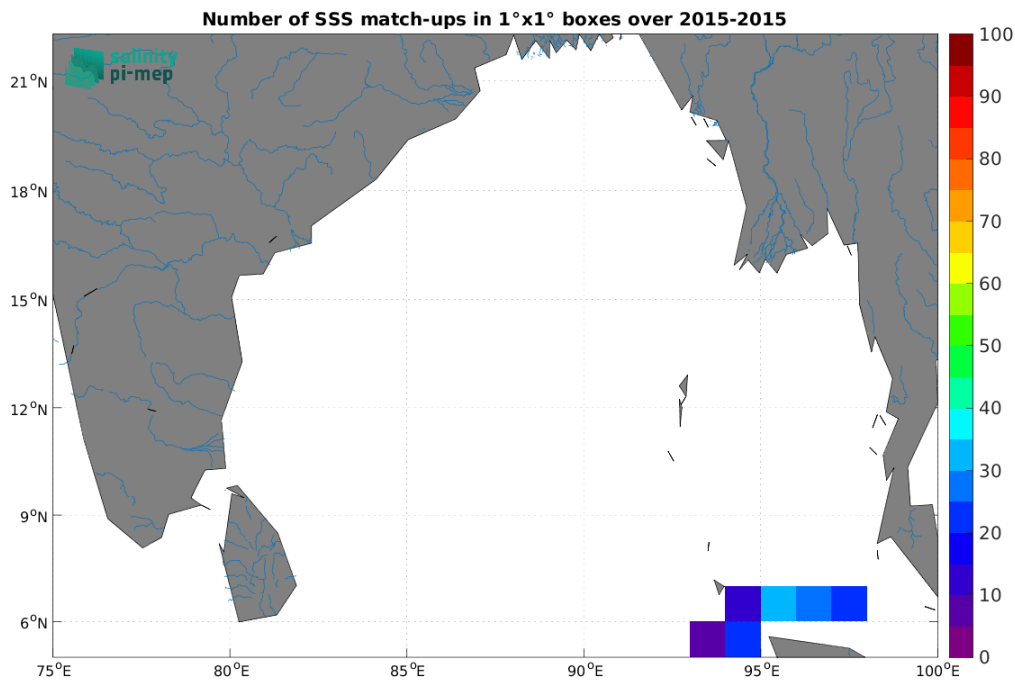 Number of SSS match-ups in 1°x1° boxes over 2015-2015
salinity
pi-mep
21°N
18°N
15°N
12°N
9°N
6°N
75°E
80°E
85°E
90°E
95°E
100°E
100
90
80
70
60
50
40
30
20
10
0